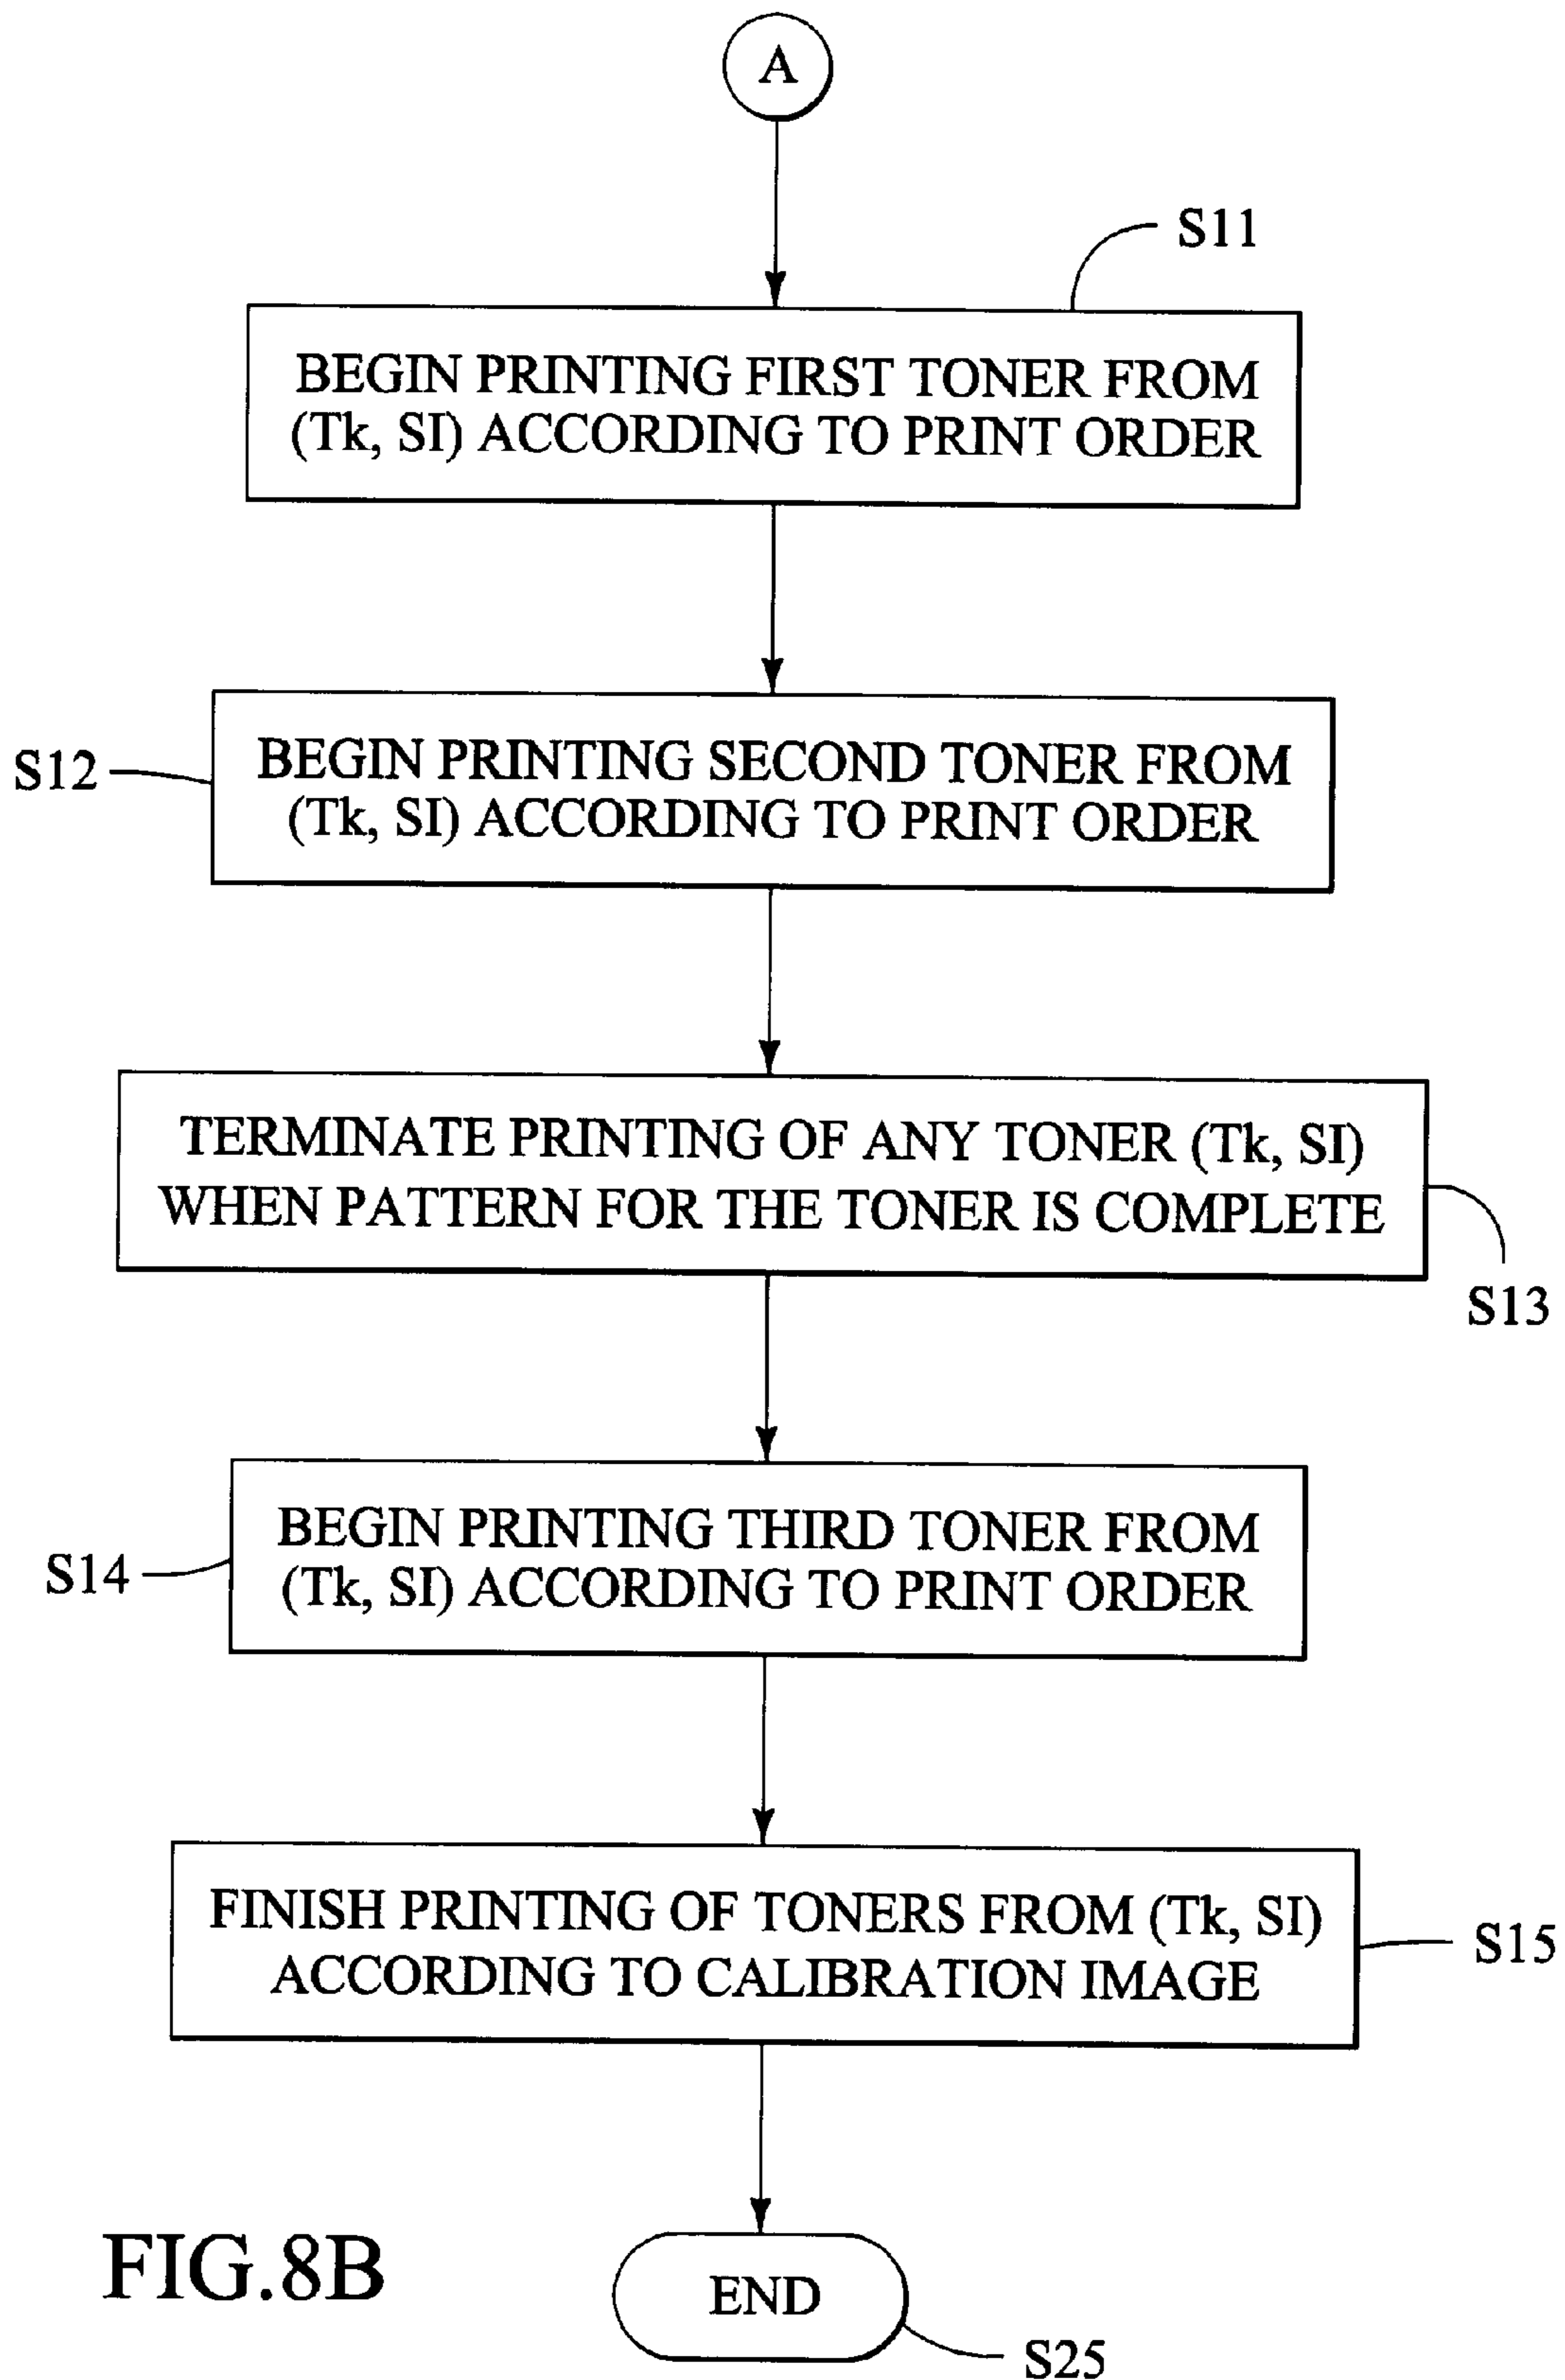 A
S11
BEGIN PRINTING FIRST TONER FROM
(Tk, SI) ACCORDING TO PRINT ORDER
S12
BEGIN PRINTING SECOND TONER FROM
(Tk, SI) ACCORDING TO PRINT ORDER
TERMINATE PRINTING OF ANY TONER (Tk, SI)
WHEN PATTERN FOR THE TONER IS COMPLETE
S13
S14
BEGIN PRINTING THIRD TONER FROM
(Tk, SI) ACCORDING TO PRINT ORDER
FINISH PRINTING OF TONERS FROM (Tk, SI)
ACCORDING TO CALIBRATION IMAGE
S15
FIG.8B
END
S25